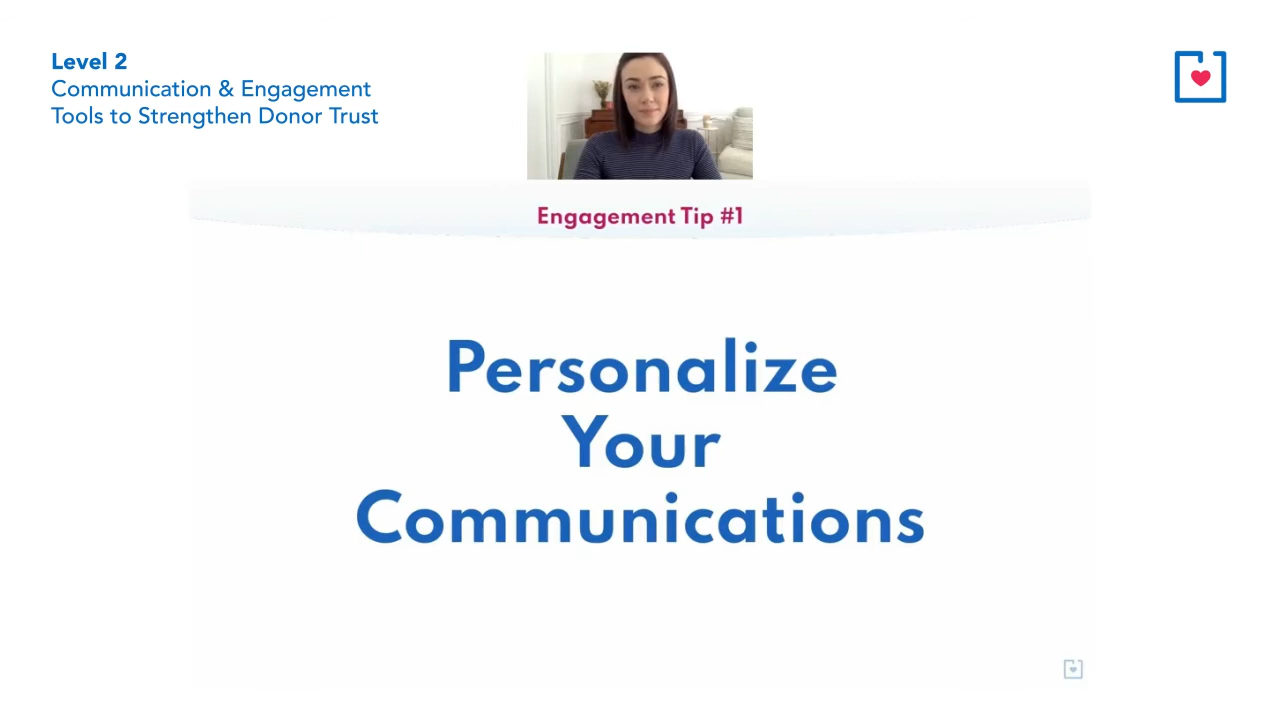 Level 2
Communication & Engagement
Tools to Strengthen Donor Trust
Engagement Tip #1
Personalize
Your
Communications